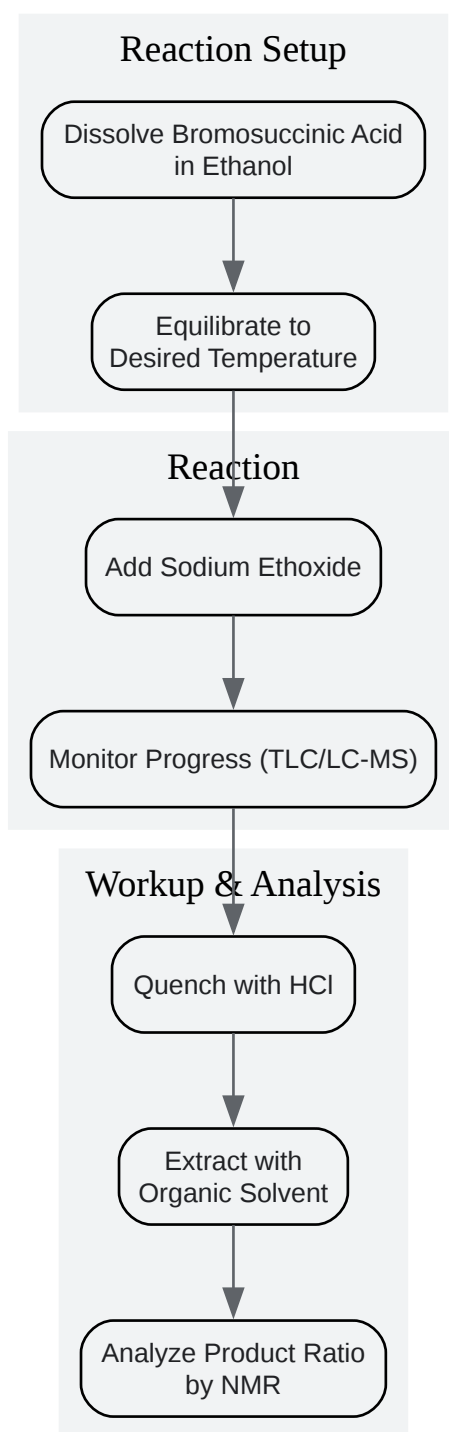 Reaction Setup
Dissolve Bromosuccinic Acid
in Ethanol
Equilibrate to
Desired Temperature
Reaction
Add Sodium Ethoxide
Monitor Progress (TLC/LC-MS)
Workup & Analysis
Quench with HCl
Extract with
Organic Solvent
Analyze Product Ratio
by NMR